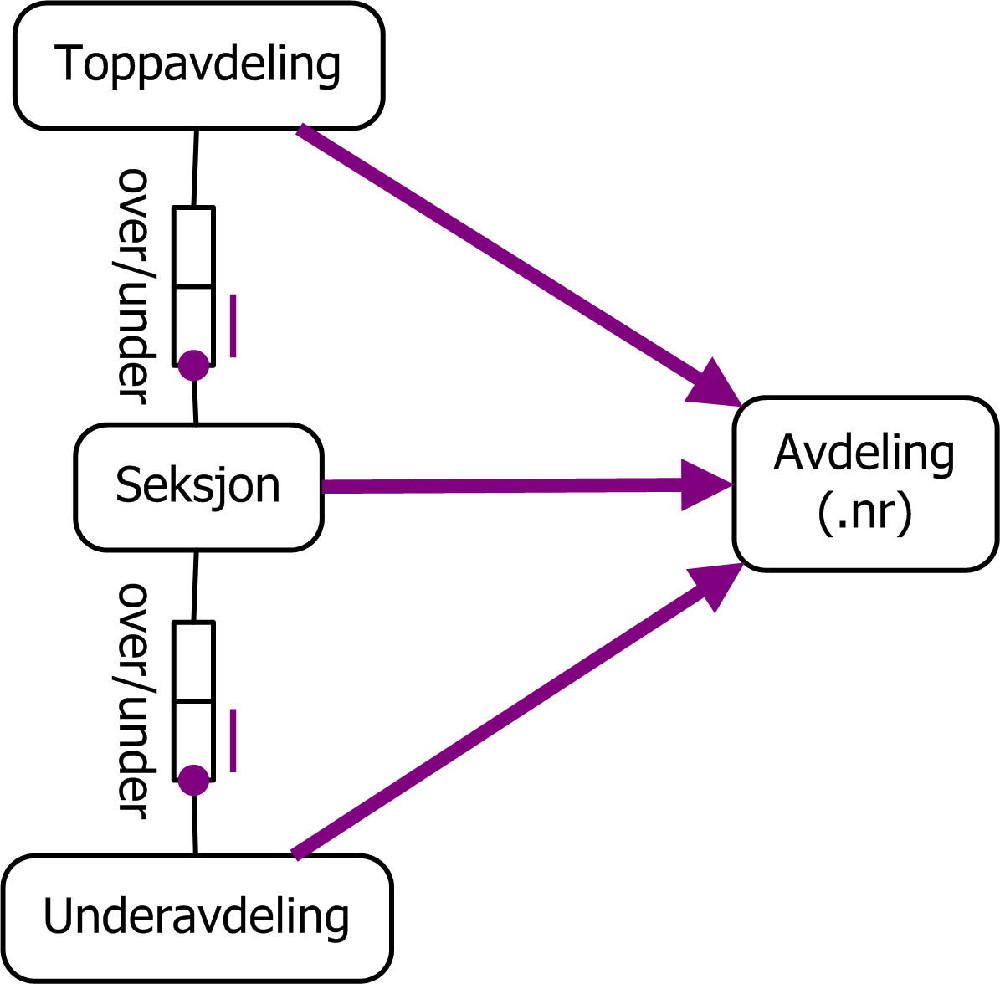 Toppavdeling
over/under
Seksjon
Avdeling
(.nr)
over/under
Underavdeling